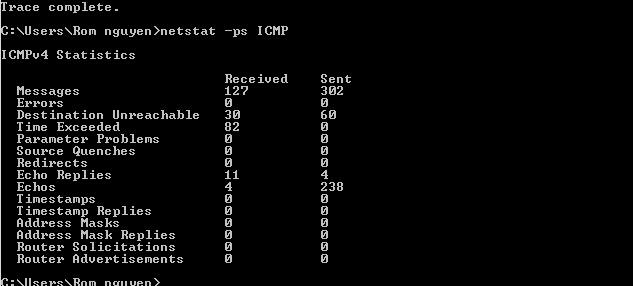 Trace complete.
C:\Users\Rom nguyen>netstat -ps ICMP
ICMPv4 Statistics
Received Sent
Messages 127 302
Errors 0 0
Destination Unreachable 30 60
Time Exceeded 82 0
Parameter Problems 0 0
Source Quenches 0 0
Redirects 0 0
Echo Replies 11 4
Echos 4 238
Timestamps 0 0
Timestamp Replies 0 0
Address Masks 0 0
Address Mask Replies 0 0
Router Solicitations 0 0
Router Advertisements 0 0
C:\Users\Rom nguyen>